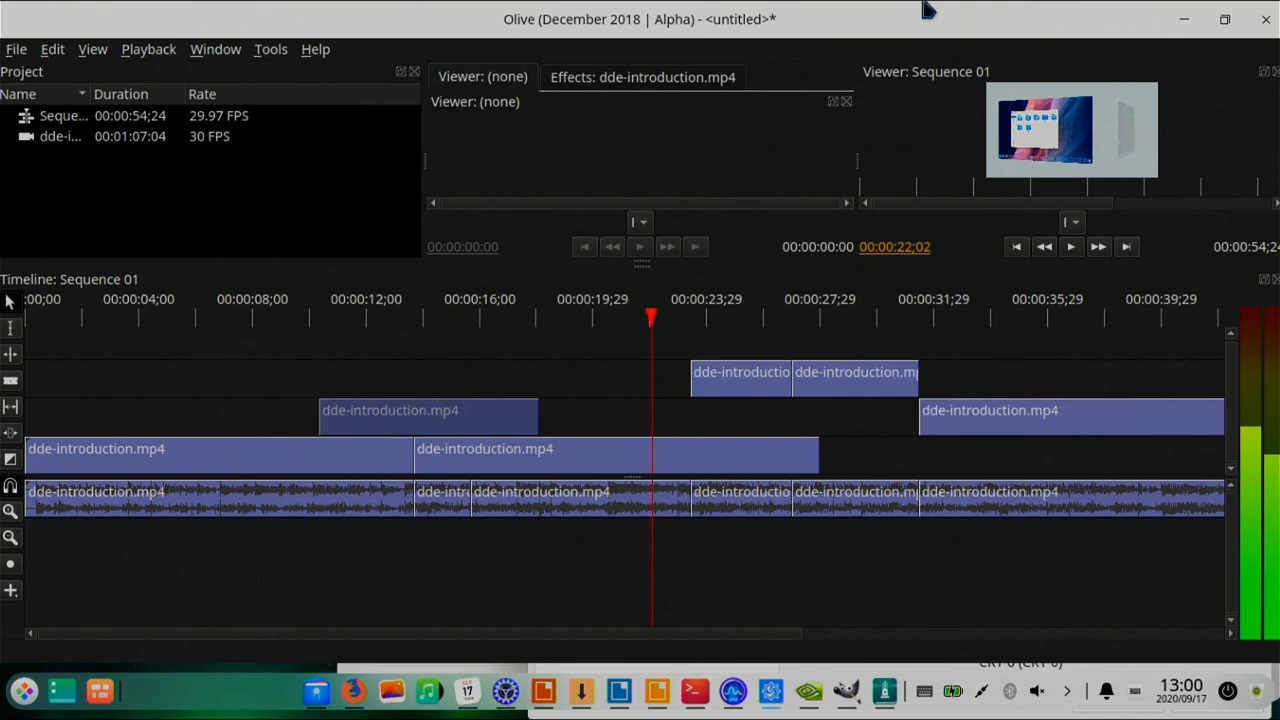 Olive (December 2018 | Alpha) - <untitled>*
File Edit View Playback Window Tools Help
Project
Name Duration Rate
Seque... 00:00:54;24 29.97 FPS
dde-i... 00:01:07:04 30 FPS
Viewer: (none) Effects: dde-introduction.mp4
Viewer: (none)
00:00:00:00 00:00:00:00
Viewer: Sequence 01
00:00:22;02 00:00:54;24
Timeline: Sequence 01
:00;00 00:00:04;00 00:00:08;00 00:00:12;00 00:00:16;00 00:00:19;29 00:00:23;29 00:00:27;29 00:00:31;29 00:00:35;29 00:00:39;29
dde-introductio dde-introduction.mp
dde-introduction.mp4 dde-introduction.mp4
dde-introduction.mp4 dde-introduction.mp4
dde-introduction.mp4 dde-intro dde-introduction.mp4 dde-introductio dde-introduction.mp dde-introduction.mp4
SEP
17
13:00
2020/09/17